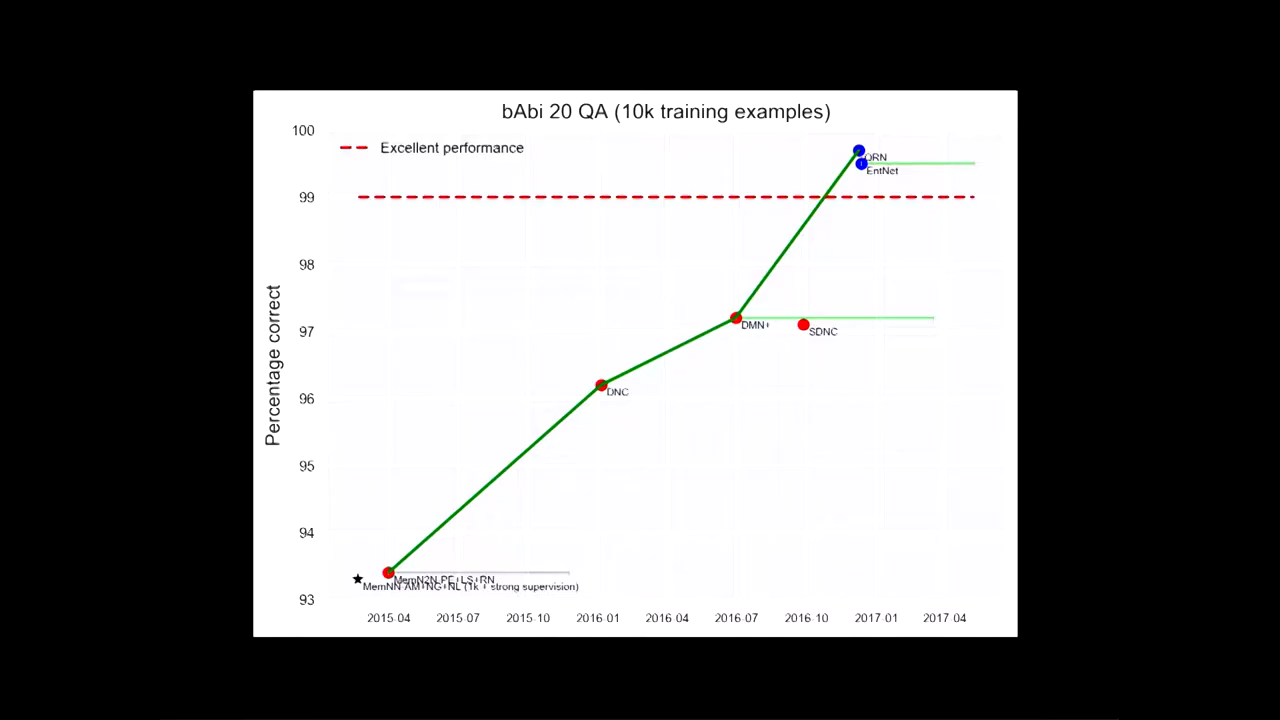 bAbi 20 QA (10k training examples)
100
Excellent performance
QRN
EntNet
99
98
DMN+
SDNC
97
Percentage correct
DNC
96
95
94
MemN2N-PE+LS+RN
MemNN-AM+NG+NL (1k + strong supervision)
93
2015-04 2015-07 2015-10 2016-01 2016-04 2016-07 2016-10 2017-01 2017-04